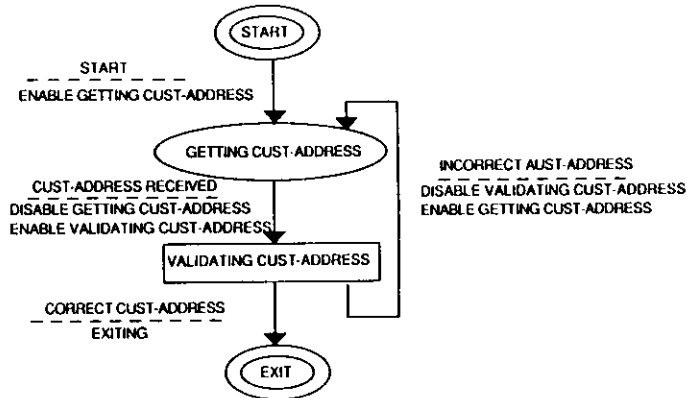 START
START
ENABLE GETTING CUST-ADDRESS
GETTING CUST-ADDRESS
CUST-ADDRESS RECEIVED
DISABLE GETTING CUST-ADDRESS
ENABLE VALIDATING CUST-ADDRESS
INCORRECT AUST-ADDRESS
DISABLE VALIDATING CUST-ADDRESS
ENABLE GETTING CUST-ADDRESS
VALIDATING CUST-ADDRESS
CORRECT CUST-ADDRESS
EXITING
EXIT